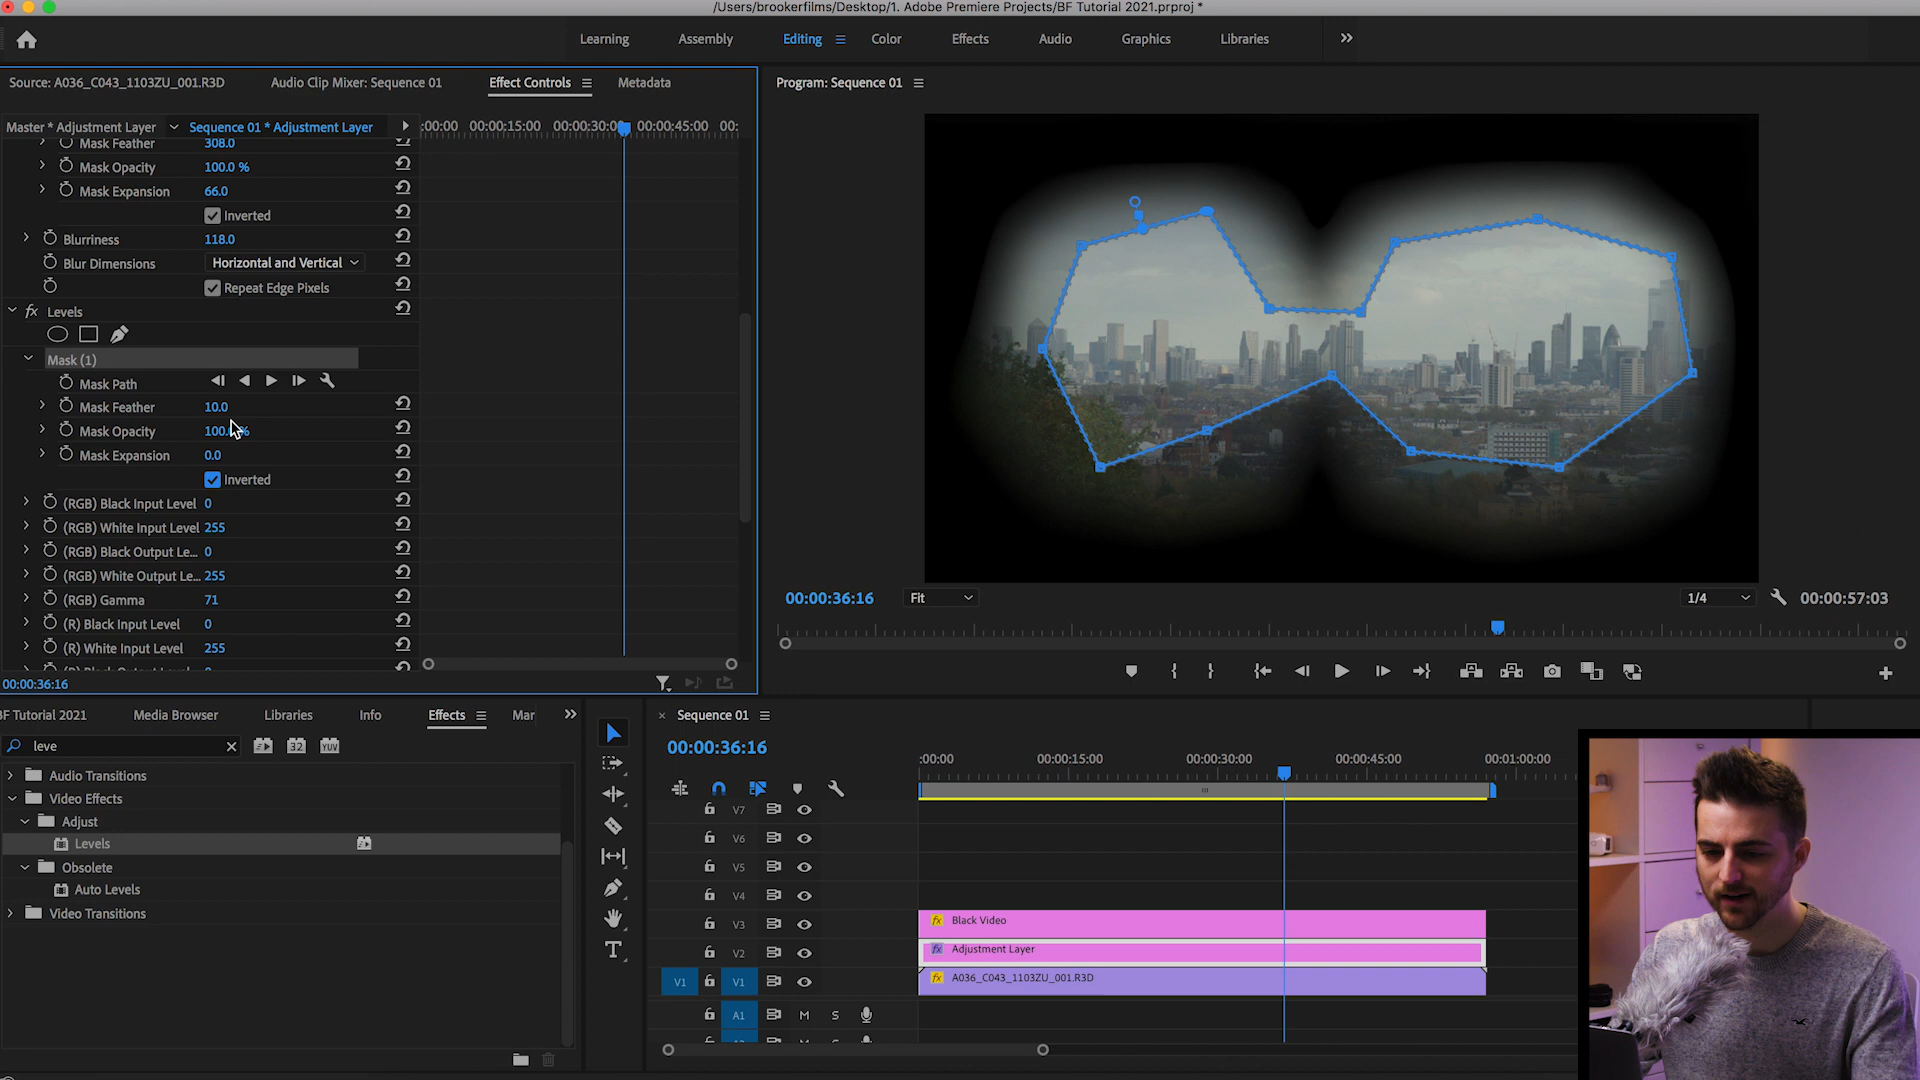 /Users/brookerfilms/Desktop/1. Adobe Premiere Projects/BF Tutorial 2021.prproj *
Learning Assembly Editing Color Effects Audio Graphics Libraries
Source: A036_C043_1103ZU_001.R3D Audio Clip Mixer: Sequence 01 Effect Controls Metadata
Master * Adjustment Layer Sequence 01 * Adjustment Layer
:00:00 00:00:15:00 00:00:30:00 00:00:45:00 00:
Mask Feather 308.0
Mask Opacity 100.0 %
Mask Expansion 66.0
Inverted
Blurriness 118.0
Blur Dimensions Horizontal and Vertical
Repeat Edge Pixels
fx Levels
Mask (1)
Mask Path
Mask Feather 10.0
Mask Opacity 100.0 %
Mask Expansion 0.0
Inverted
(RGB) Black Input Level 0
(RGB) White Input Level 255
(RGB) Black Output Le... 0
(RGB) White Output Le... 255
(RGB) Gamma 71
(R) Black Input Level 0
(R) White Input Level 255
00:00:36:16
Program: Sequence 01
00:00:36:16 Fit 1/4 00:00:57:03
BF Tutorial 2021 Media Browser Libraries Info Effects Mar
leve 32 YUV
Audio Transitions
Video Effects
Adjust
Levels
Obsolete
Auto Levels
Video Transitions
T
× Sequence 01
00:00:36:16
:00:00 00:00:15:00 00:00:30:00 00:00:45:00 00:01:00:00
V7
V6
V5
V4
V3 fx Black Video
V2 fx Adjustment Layer
V1 V1 fx A036_C043_1103ZU_001.R3D
A1 M S